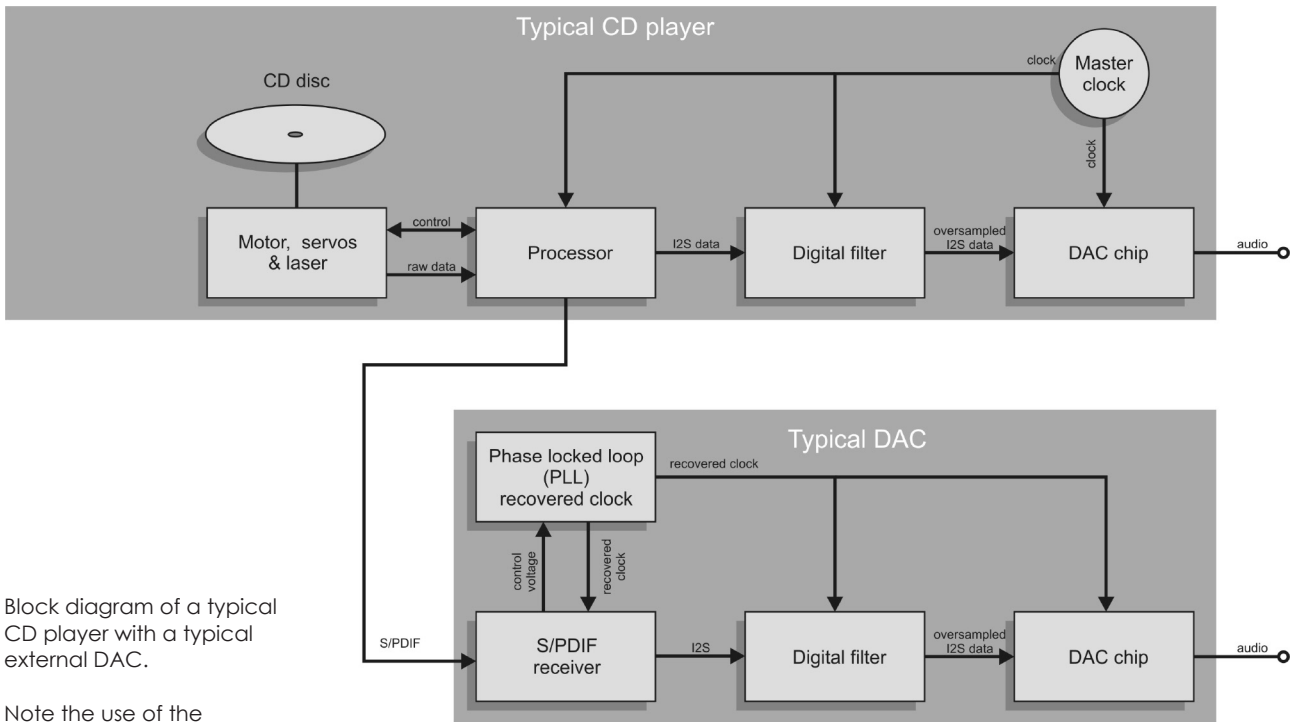 Typical CD player
CD disc
clock
Master
clock
clock
Motor, servos
& laser
control
raw data
Processor
I2S data
Digital filter
oversampled
I2S data
DAC chip
audio
Typical DAC
Phase locked loop
(PLL)
recovered clock
recovered clock
control
voltage
recovered
clock
S/PDIF
S/PDIF
receiver
I2S
Digital filter
oversampled
I2S data
DAC chip
audio
Block diagram of a typical
CD player with a typical
external DAC.
Note the use of the